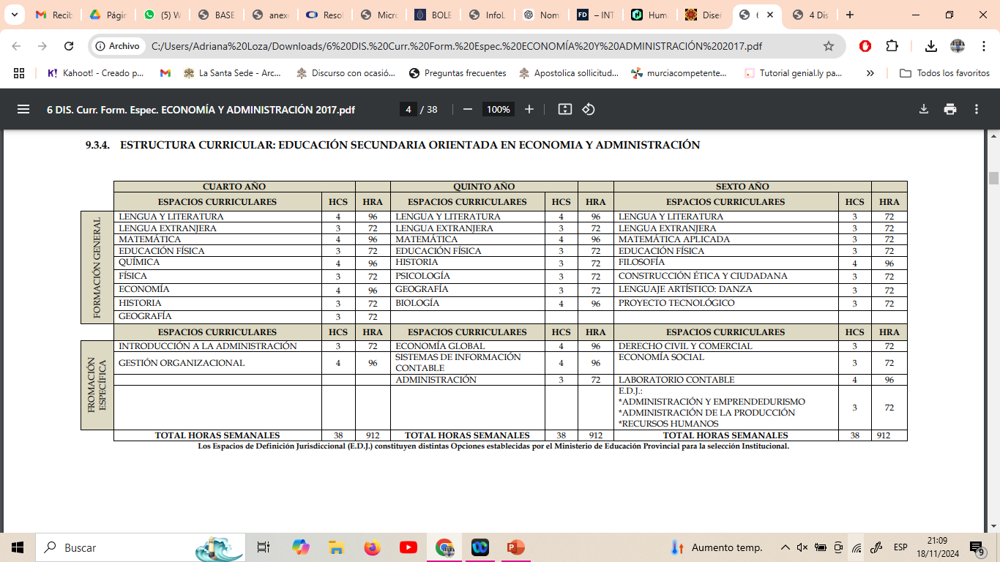 Recib
Págin
(5) W
BASE
anexo
Reso
Micro
BOLE
InfoL
Nom
– INT
Huma
Diseñ
6
4 Dis
Archivo
C:/Users/Adriana%20Loza/Downloads/6%20DIS.%20Curr.%20Form.%20Espec.%20ECONOMÍA%20Y%20ADMINISTRACIÓN%202017.pdf
Kahoot! - Creado p...
La Santa Sede - Arc...
Discurso con ocasió...
Preguntas frecuentes
Apostolica sollicitud...
murciacompetente...
Tutorial genial.ly pa...
Todos los favoritos
6 DIS. Curr. Form. Espec. ECONOMÍA Y ADMINISTRACIÓN 2017.pdf
4 / 38
100%
9.3.4. ESTRUCTURA CURRICULAR: EDUCACIÓN SECUNDARIA ORIENTADA EN ECONOMIA Y ADMINISTRACIÓN
CUARTO AÑO QUINTO AÑO SEXTO AÑO
ESPACIOS CURRICULARES HCS HRA ESPACIOS CURRICULARES HCS HRA ESPACIOS CURRICULARES HCS HRA
FORMACIÓN GENERAL
LENGUA Y LITERATURA 4 96 LENGUA Y LITERATURA 4 96 LENGUA Y LITERATURA 3 72
LENGUA EXTRANJERA 3 72 LENGUA EXTRANJERA 3 72 LENGUA EXTRANJERA 3 72
MATEMÁTICA 4 96 MATEMÁTICA 4 96 MATEMÁTICA APLICADA 3 72
EDUCACIÓN FÍSICA 3 72 EDUCACIÓN FÍSICA 3 72 EDUCACIÓN FÍSICA 3 72
QUÍMICA 4 96 HISTORIA 3 72 FILOSOFÍA 4 96
FÍSICA 3 72 PSICOLOGÍA 3 72 CONSTRUCCIÓN ÉTICA Y CIUDADANA 3 72
ECONOMÍA 4 96 GEOGRAFÍA 3 72 LENGUAJE ARTÍSTICO: DANZA 3 72
HISTORIA 3 72 BIOLOGÍA 4 96 PROYECTO TECNOLÓGICO 3 72
GEOGRAFÍA 3 72
ESPACIOS CURRICULARES HCS HRA ESPACIOS CURRICULARES HCS HRA ESPACIOS CURRICULARES HCS HRA
FROMACIÓN
ESPECÍFICA
INTRODUCCIÓN A LA ADMINISTRACIÓN 3 72 ECONOMÍA GLOBAL 4 96 DERECHO CIVIL Y COMERCIAL 3 72
GESTIÓN ORGANIZACIONAL 4 96 SISTEMAS DE INFORMACIÓN
CONTABLE 4 96 ECONOMÍA SOCIAL 3 72
ADMINISTRACIÓN 3 72 LABORATORIO CONTABLE 4 96
E.D.J.:
*ADMINISTRACIÓN Y EMPRENDEDURISMO
*ADMINISTRACIÓN DE LA PRODUCCIÓN 3 72
*RECURSOS HUMANOS
TOTAL HORAS SEMANALES 38 912 TOTAL HORAS SEMANALES 38 912 TOTAL HORAS SEMANALES 38 912
Los Espacios de Definición Jurisdiccional (E.D.J.) constituyen distintas Opciones establecidas por el Ministerio de Educación Provincial para la selección Institucional.
Buscar
Aumento temp.
ESP
21:09
18/11/2024
9